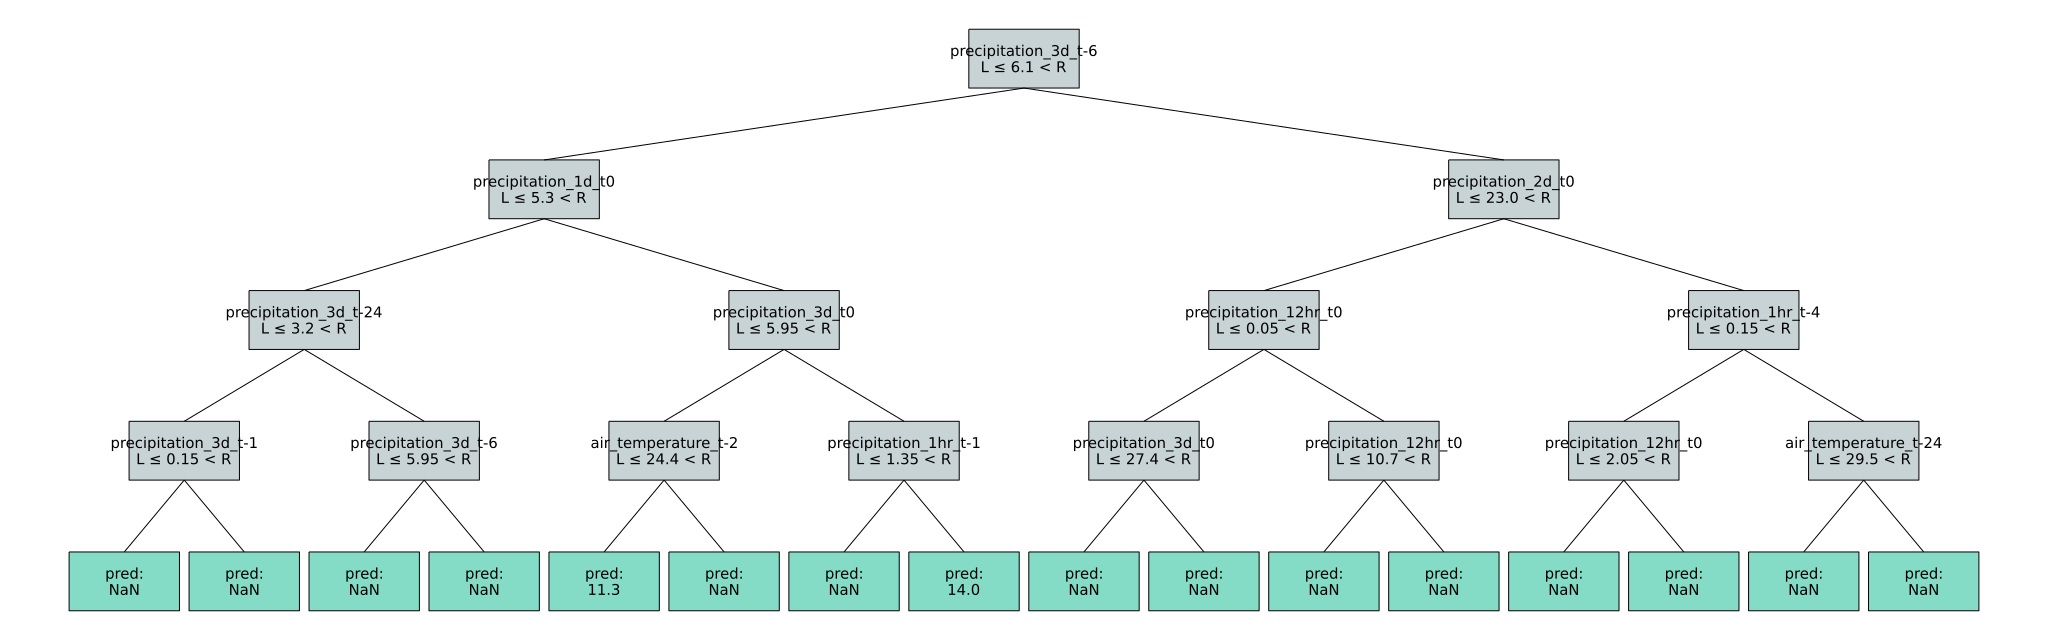 precipitation_3d_t-6
L ≤ 6.1 < R
precipitation_1d_t0
L ≤ 5.3 < R
precipitation_2d_t0
L ≤ 23.0 < R
precipitation_3d_t-24
L ≤ 3.2 < R
precipitation_3d_t0
L ≤ 5.95 < R
precipitation_12hr_t0
L ≤ 0.05 < R
precipitation_1hr_t-4
L ≤ 0.15 < R
precipitation_3d_t-1
L ≤ 0.15 < R
precipitation_3d_t-6
L ≤ 5.95 < R
air_temperature_t-2
L ≤ 24.4 < R
precipitation_1hr_t-1
L ≤ 1.35 < R
precipitation_3d_t0
L ≤ 27.4 < R
precipitation_12hr_t0
L ≤ 10.7 < R
precipitation_12hr_t0
L ≤ 2.05 < R
air_temperature_t-24
L ≤ 29.5 < R
pred:
NaN
pred:
NaN
pred:
NaN
pred:
NaN
pred:
11.3
pred:
NaN
pred:
NaN
pred:
14.0
pred:
NaN
pred:
NaN
pred:
NaN
pred:
NaN
pred:
NaN
pred:
NaN
pred:
NaN
pred:
NaN